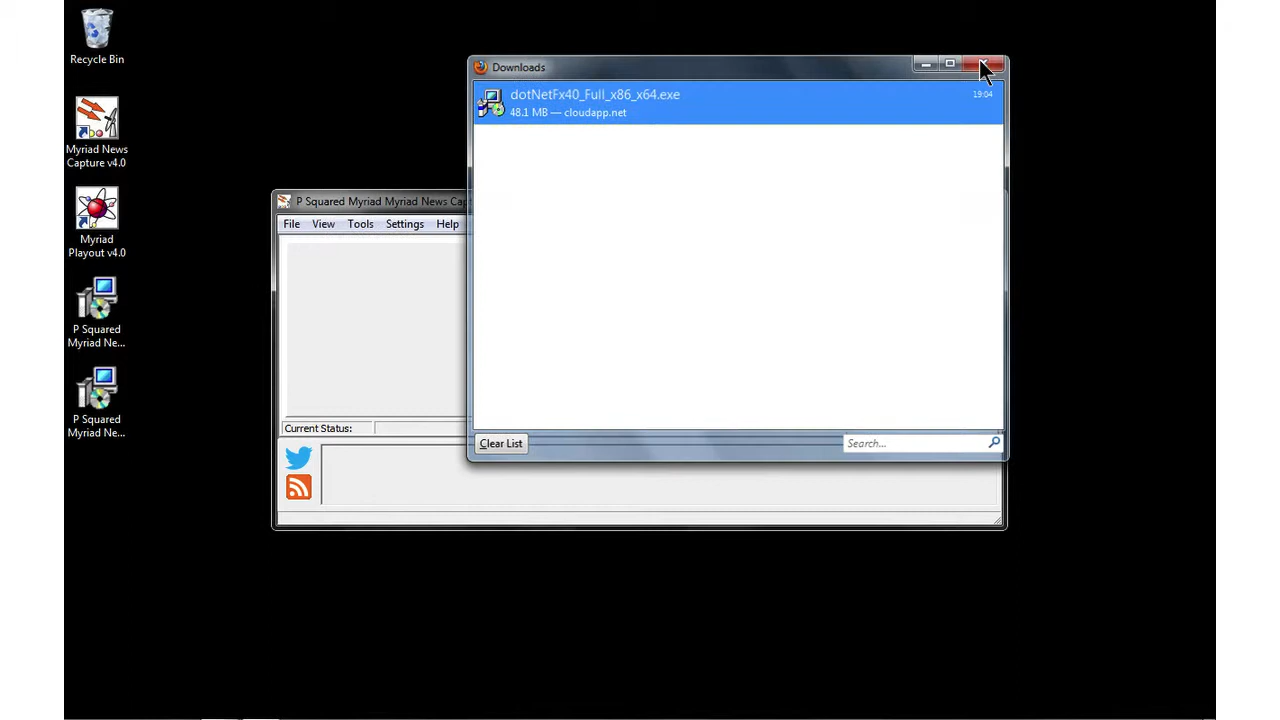 Recycle Bin
Myriad News
Capture v4.0
Myriad
Playout v4.0
P Squared
Myriad Ne...
P Squared
Myriad Ne...
Downloads
dotNetFx40_Full_x86_x64.exe
19:04
48.1 MB — cloudapp.net
Clear List
Search...
P Squared Myriad Myriad News Cap
File View Tools Settings Help
Current Status: